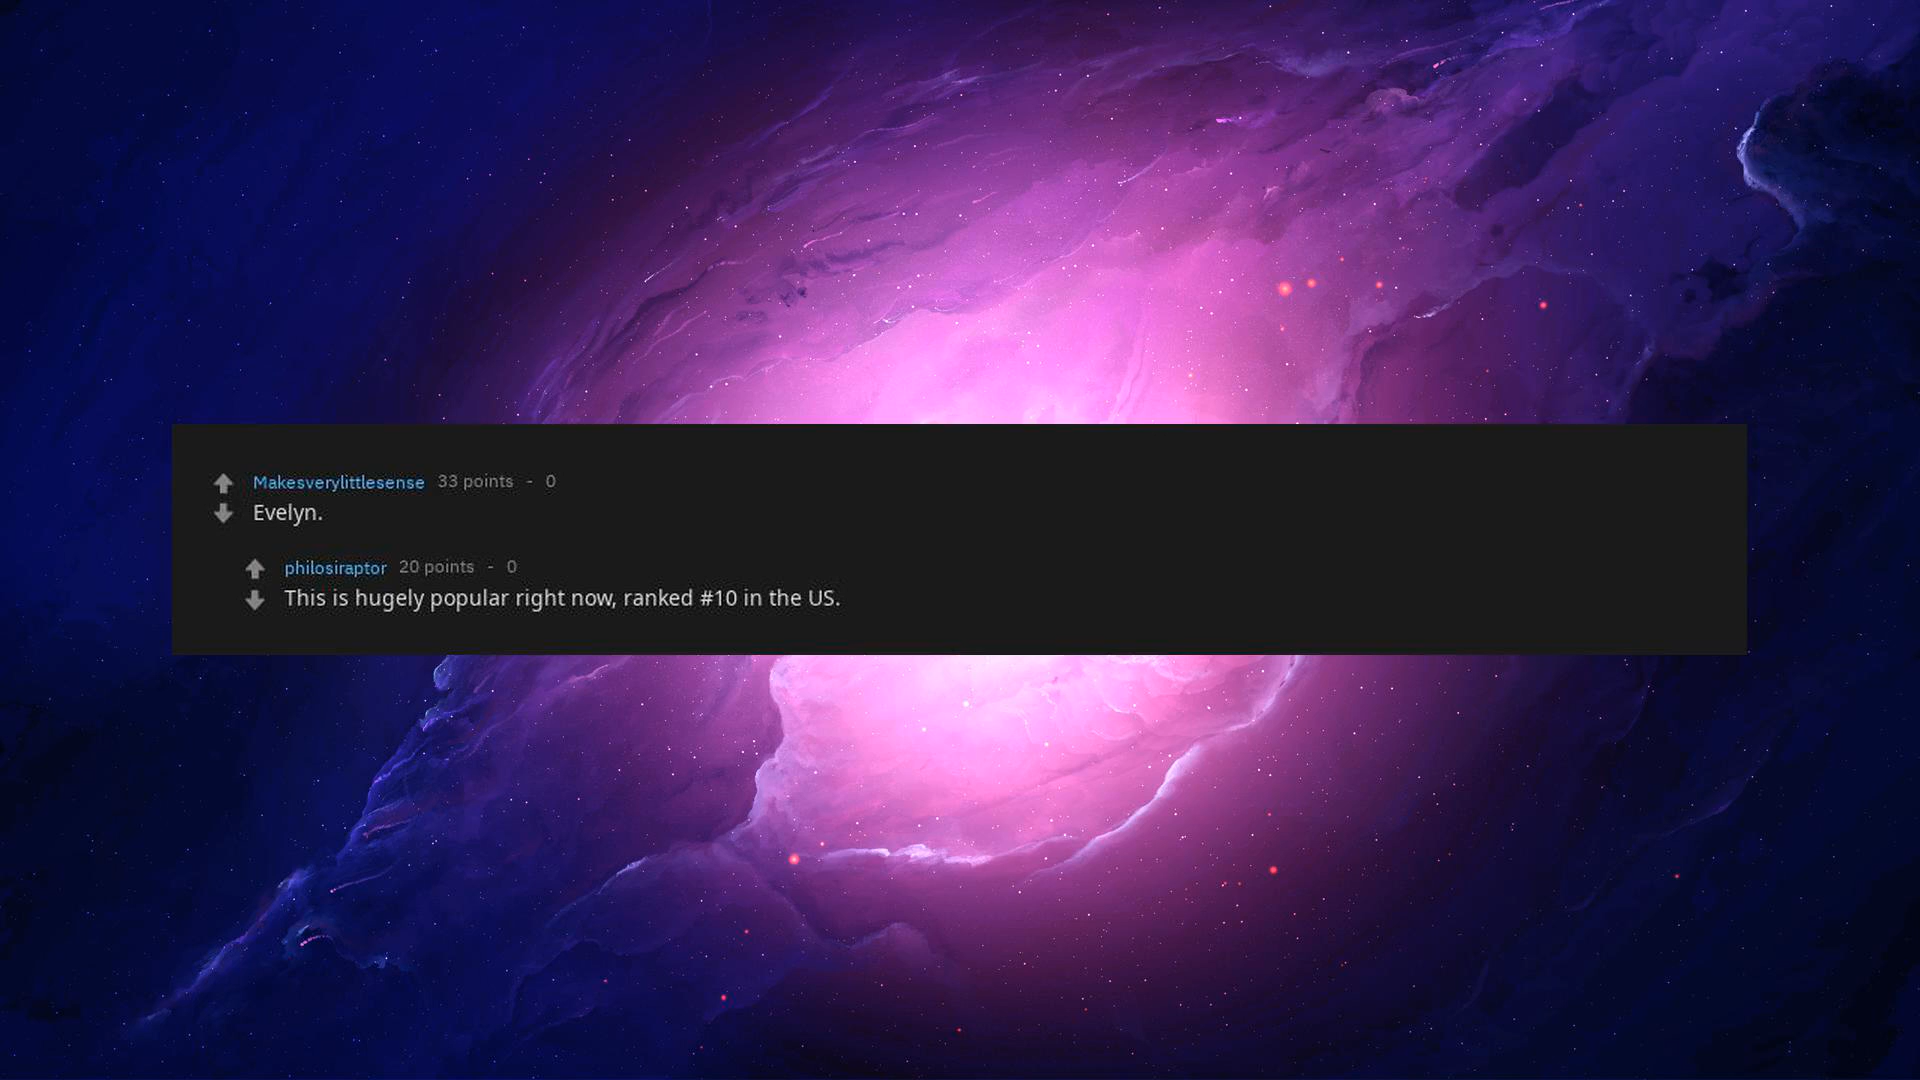 Makesverylittlesense 33 points - 0
Evelyn.
philosiraptor 20 points - 0
This is hugely popular right now, ranked #10 in the US.